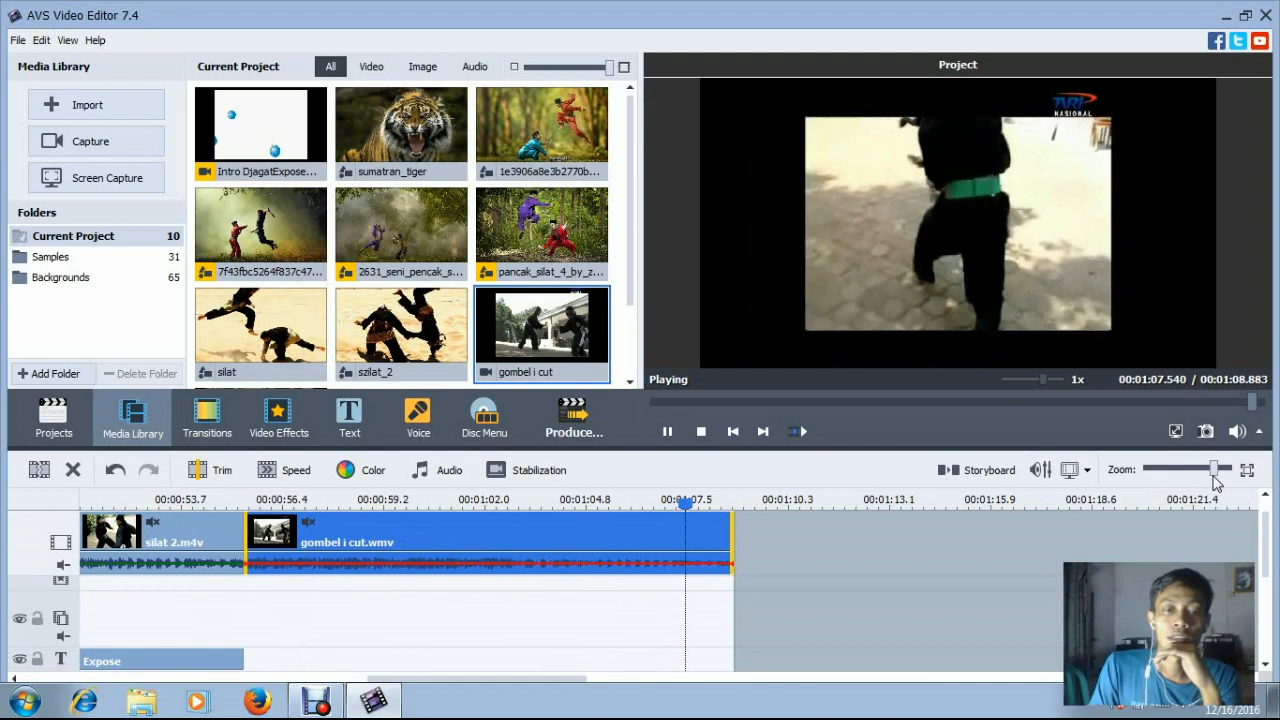 AVS Video Editor 7.4
File Edit View Help
Media Library
Import
Capture
Screen Capture
Folders
Current Project 10
Samples 31
Backgrounds 65
Add Folder
Delete Folder
Current Project All Video Image Audio
Intro DjagatExpose...
sumatran_tiger
1e3906a8e3b2770b...
7f43fbc5264f837c47...
2631_seni_pencak_s...
pancak_silat_4_by_z...
silat
szilat_2
gombel i cut
Project
TVRI
NASIONAL
Playing
1x
00:01:07.540 / 00:01:08.883
Projects
Media Library
Transitions
Video Effects
Text
Voice
Disc Menu
Produce...
Trim
Speed
Color
Audio
Stabilization
Storyboard
Zoom:
00:00:53.7 00:00:56.4 00:00:59.2 00:01:02.0 00:01:04.8 00:01:07.5 00:01:10.3 00:01:13.1 00:01:15.9 00:01:18.6 00:01:21.4
silat 2.m4v
gombel i cut.wmv
T
Expose
12/16/2016